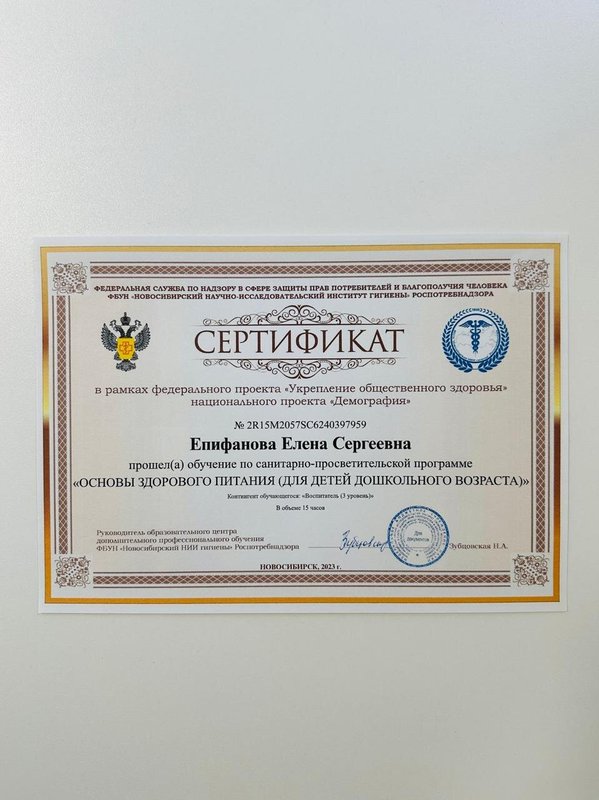 ФЕДЕРАЛЬНАЯ СЛУЖБА ПО НАДЗОРУ В СФЕРЕ ЗАЩИТЫ ПРАВ ПОТРЕБИТЕЛЕЙ И БЛАГОПОЛУЧИЯ ЧЕЛОВЕКА
ФБУН «НОВОСИБИРСКИЙ НАУЧНО-ИССЛЕДОВАТЕЛЬСКИЙ ИНСТИТУТ ГИГИЕНЫ» РОСПОТРЕБНАДЗОРА
СЕРТИФИКАТ
в рамках федерального проекта «Укрепление общественного здоровья»
национального проекта «Демография»
№ 2R15M2057SC6240397959
Епифанова Елена Сергеевна
прошел(а) обучение по санитарно-просветительской программе
«ОСНОВЫ ЗДОРОВОГО ПИТАНИЯ (ДЛЯ ДЕТЕЙ ДОШКОЛЬНОГО ВОЗРАСТА)»
Контингент обучающегося: «Воспитатель (3 уровень)»
В объеме 15 часов
Руководитель образовательного центра
дополнительного профессионального обучения
ФБУН «Новосибирский НИИ гигиены» Роспотребнадзора
Для
документов
Зубцовская Н.А.
НОВОСИБИРСК, 2023 г.